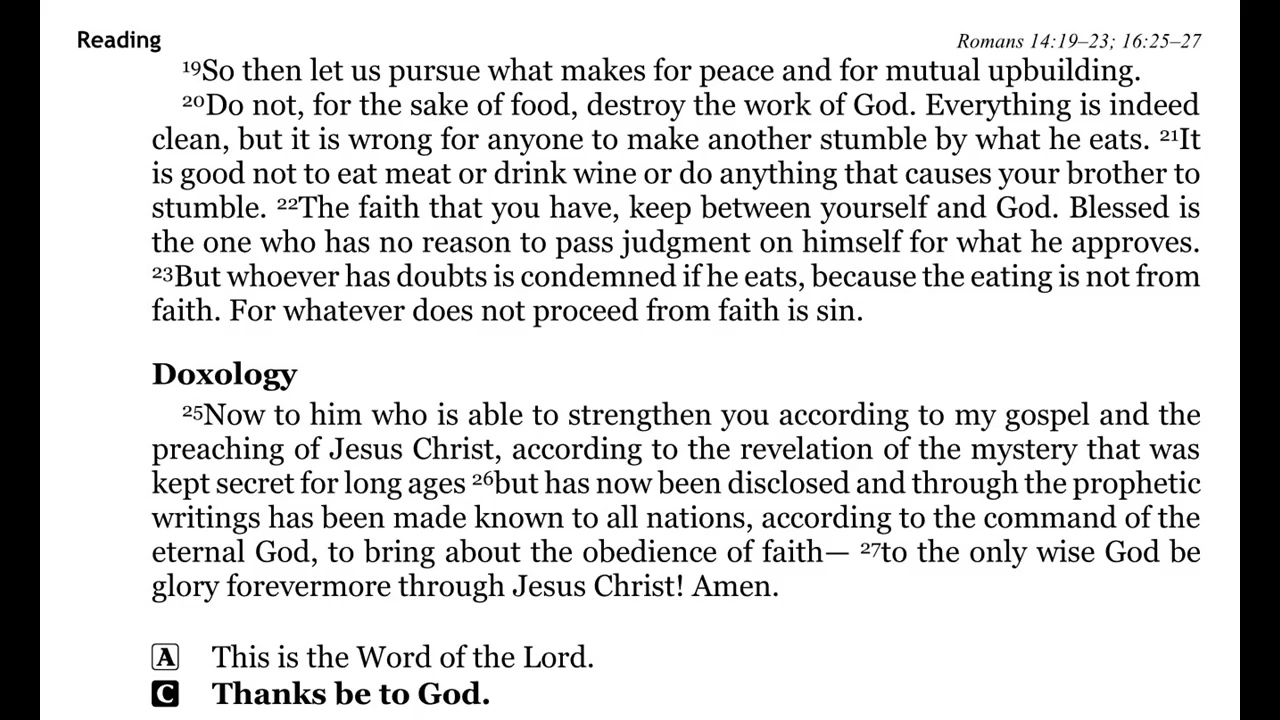 Reading Romans 14:19–23; 16:25–27
19So then let us pursue what makes for peace and for mutual upbuilding.
20Do not, for the sake of food, destroy the work of God. Everything is indeed
clean, but it is wrong for anyone to make another stumble by what he eats. 21It
is good not to eat meat or drink wine or do anything that causes your brother to
stumble. 22The faith that you have, keep between yourself and God. Blessed is
the one who has no reason to pass judgment on himself for what he approves.
23But whoever has doubts is condemned if he eats, because the eating is not from
faith. For whatever does not proceed from faith is sin.
Doxology
25Now to him who is able to strengthen you according to my gospel and the
preaching of Jesus Christ, according to the revelation of the mystery that was
kept secret for long ages 26but has now been disclosed and through the prophetic
writings has been made known to all nations, according to the command of the
eternal God, to bring about the obedience of faith— 27to the only wise God be
glory forevermore through Jesus Christ! Amen.
A This is the Word of the Lord.
C Thanks be to God.